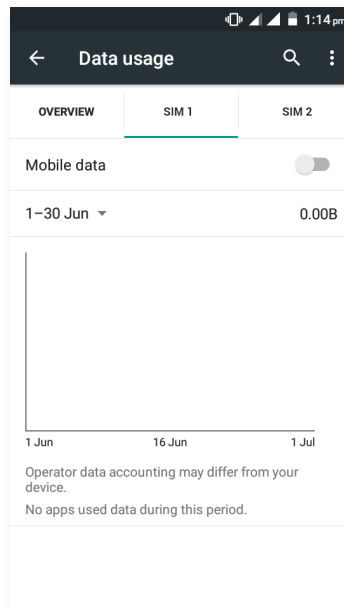 1:14 pm
Data usage
OVERVIEW SIM 1 SIM 2
Mobile data
1–30 Jun 0.00B
1 Jun 16 Jun 1 Jul
Operator data accounting may differ from your
device.
No apps used data during this period.